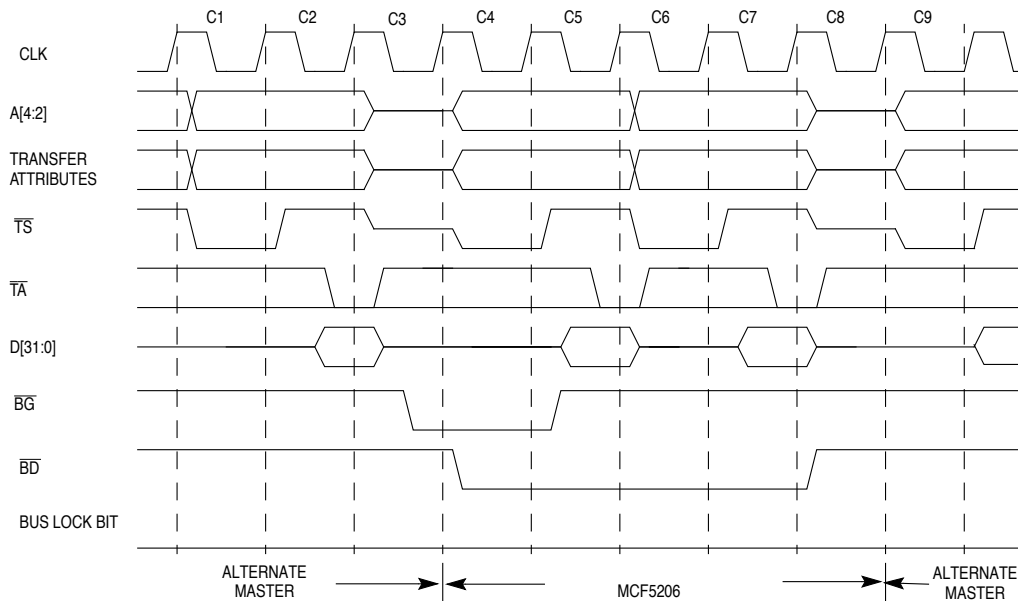 C1 C2 C3 C4 C5 C6 C7 C8 C9
CLK
A[4:2]
TRANSFER
ATTRIBUTES
TS
TA
D[31:0]
BG
BD
BUS LOCK BIT
ALTERNATE
MASTER
MCF5206
ALTERNATE
MASTER